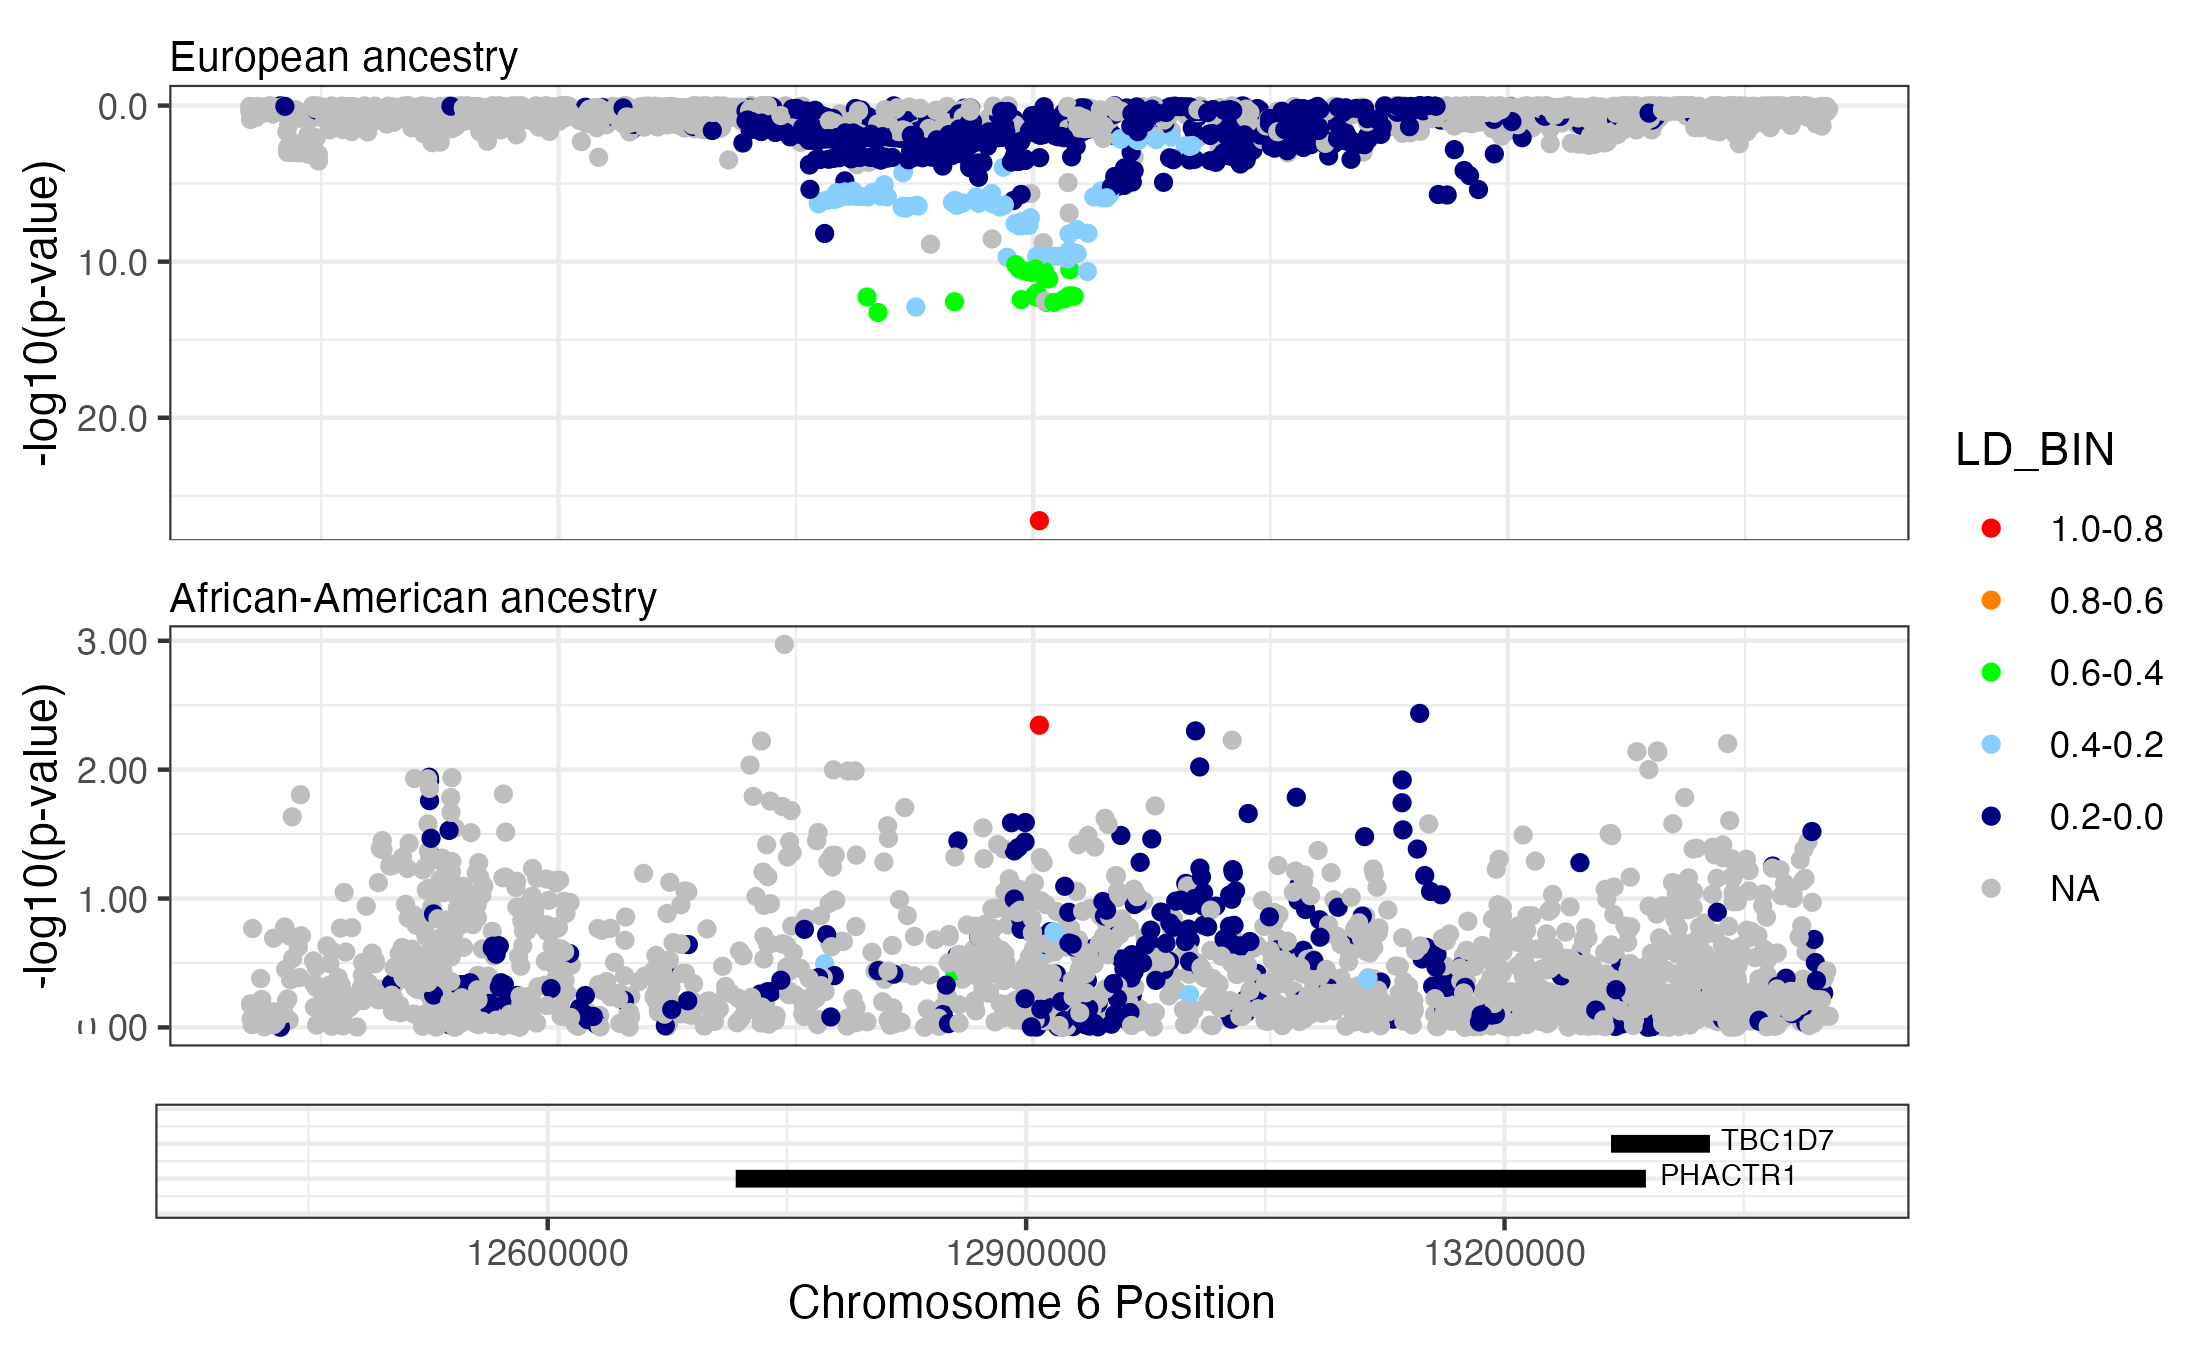 European ancestry
0.0
10.0
20.0
-log10(p-value)
African-American ancestry
3.00
2.00
1.00
00
-log10(p-value)
LD_BIN
1.0-0.8
0.8-0.6
0.6-0.4
0.4-0.2
0.2-0.0
NA
TBC1D7
PHACTR1
12600000
12900000
13200000
Chromosome 6 Position